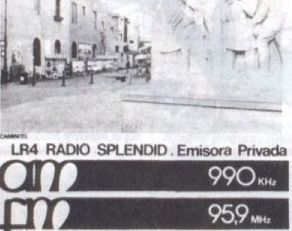 CAMINITO
LR4 RADIO SPLENDID. Emisora Privada
am 990 KHz
fm 95,9 MHz